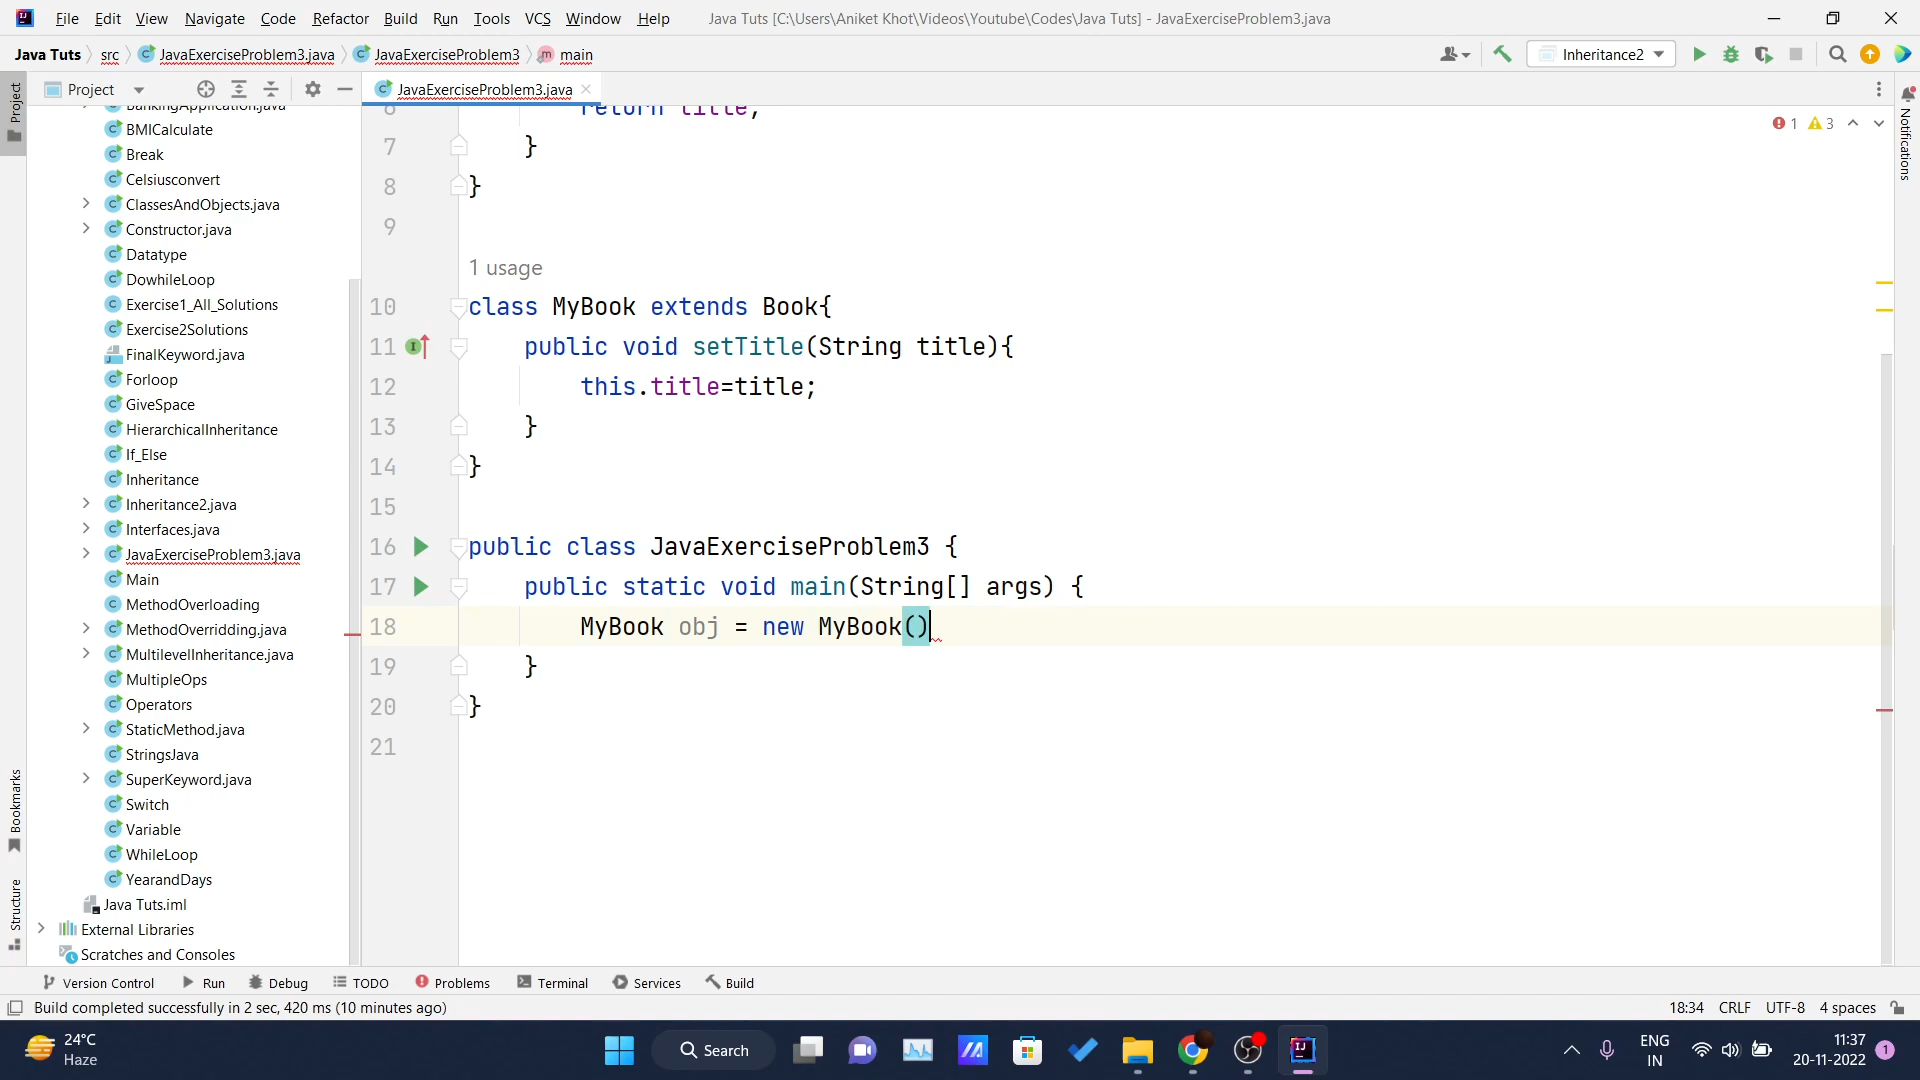 File Edit View Navigate Code Refactor Build Run Tools VCS Window Help Java Tuts [C:\Users\Aniket Khot\Videos\Youtube\Codes\Java Tuts] - JavaExerciseProblem3.java
Java Tuts src JavaExerciseProblem3.java JavaExerciseProblem3 main Inheritance2
Project JavaExerciseProblem3.java
Project
Notifications
Bookmarks
Structure
BankingApplication.java
BMICalculate
Break
Celsiusconvert
ClassesAndObjects.java
Constructor.java
Datatype
DowhileLoop
Exercise1_All_Solutions
Exercise2Solutions
FinalKeyword.java
Forloop
GiveSpace
HierarchicalInheritance
If_Else
Inheritance
Inheritance2.java
Interfaces.java
JavaExerciseProblem3.java
Main
MethodOverloading
MethodOverridding.java
MultilevelInheritance.java
MultipleOps
Operators
StaticMethod.java
StringsJava
SuperKeyword.java
Switch
Variable
WhileLoop
YearandDays
Java Tuts.iml
External Libraries
Scratches and Consoles
1 3
6 return title;
7 }
8 }
9
1 usage
10 class MyBook extends Book{
11 public void setTitle(String title){
12 this.title=title;
13 }
14 }
15
16 public class JavaExerciseProblem3 {
17 public static void main(String[] args) {
18 MyBook obj = new MyBook()
19 }
20 }
21
Version Control Run Debug TODO Problems Terminal Services Build
Build completed successfully in 2 sec, 420 ms (10 minutes ago) 18:34 CRLF UTF-8 4 spaces
24°C
Haze
Search
ENG
IN
11:37
20-11-2022
1